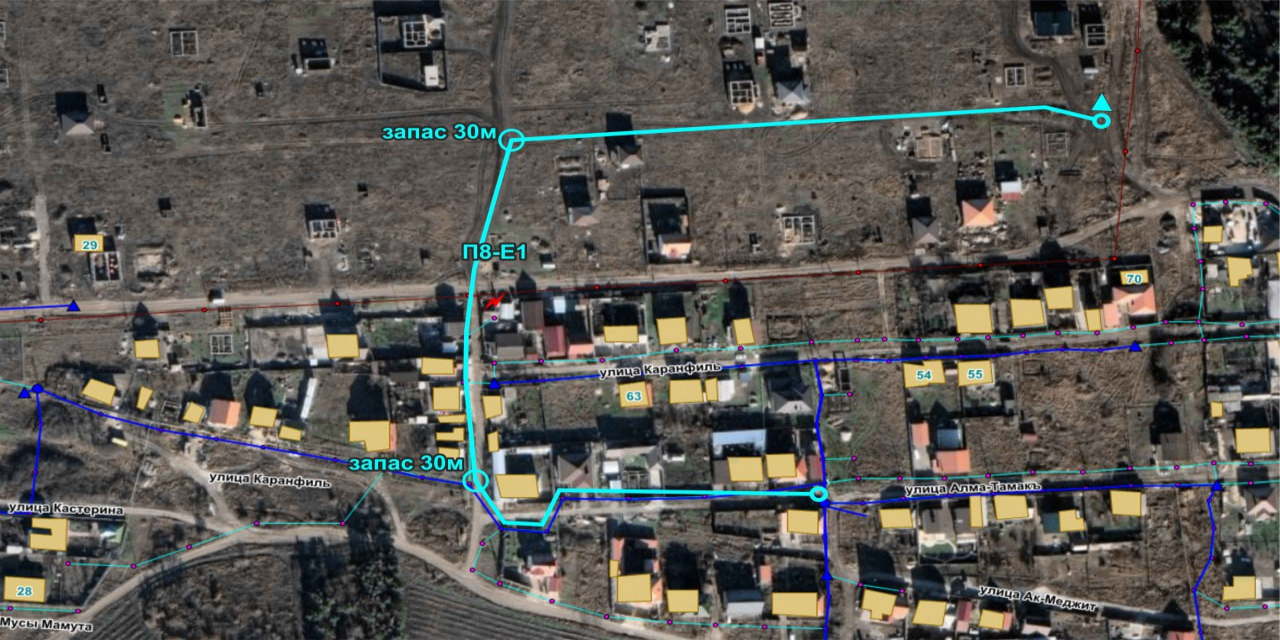 запас 30м
П8-Е1
29
70
улица Каранфиль
54
55
63
запас 30м
улица Каранфиль
улица Алма-Тамакъ
улица Кастерина
28
улица Ак-Меджит
Мусы Мамута